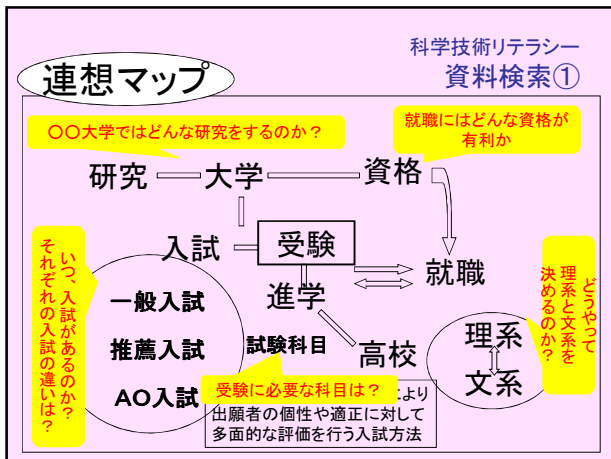 科学技術リテラシー
資料検索①
連想マップ
〇〇大学ではどんな研究をするのか？
就職にはどんな資格が
有利か
研究
大学
資格
入試
受験
就職
進学
高校
いつ、入試があるのか？
それぞれの入試の違いは？
一般入試
推薦入試
AO入試
試験科目
受験に必要な科目は？
により
出願者の個性や適正に対して
多面的な評価を行う入試方法
どうやって
理系と文系を
決めるのか？
理系
文系